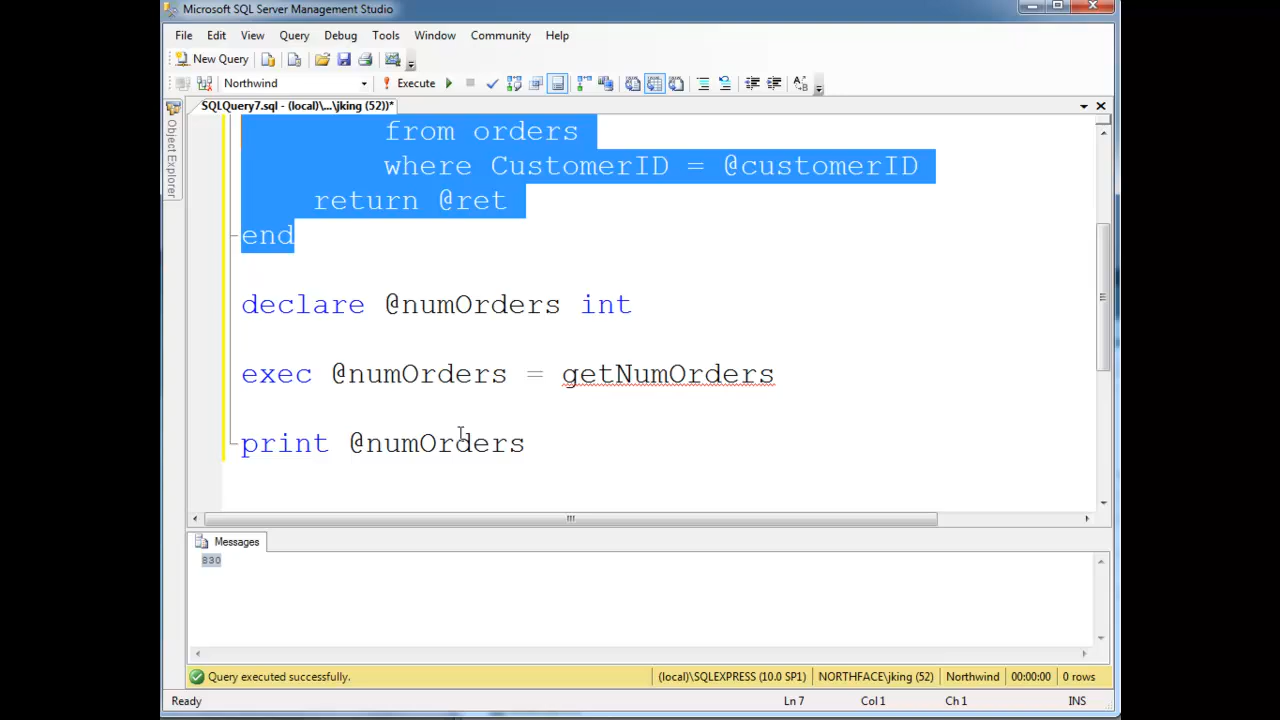 Microsoft SQL Server Management Studio
File Edit View Query Debug Tools Window Community Help
New Query
Northwind Execute
SQLQuery7.sql - (local)\...\jking (52))*
Object Explorer
from orders
where CustomerID = @customerID
return @ret
end
declare @numOrders int
exec @numOrders = getNumOrders
print @numOrders
Messages
830
Query executed successfully. (local)\SQLEXPRESS (10.0 SP1) NORTHFACE\jking (52) Northwind 00:00:00 0 rows
Ready Ln 7 Col 1 Ch 1 INS